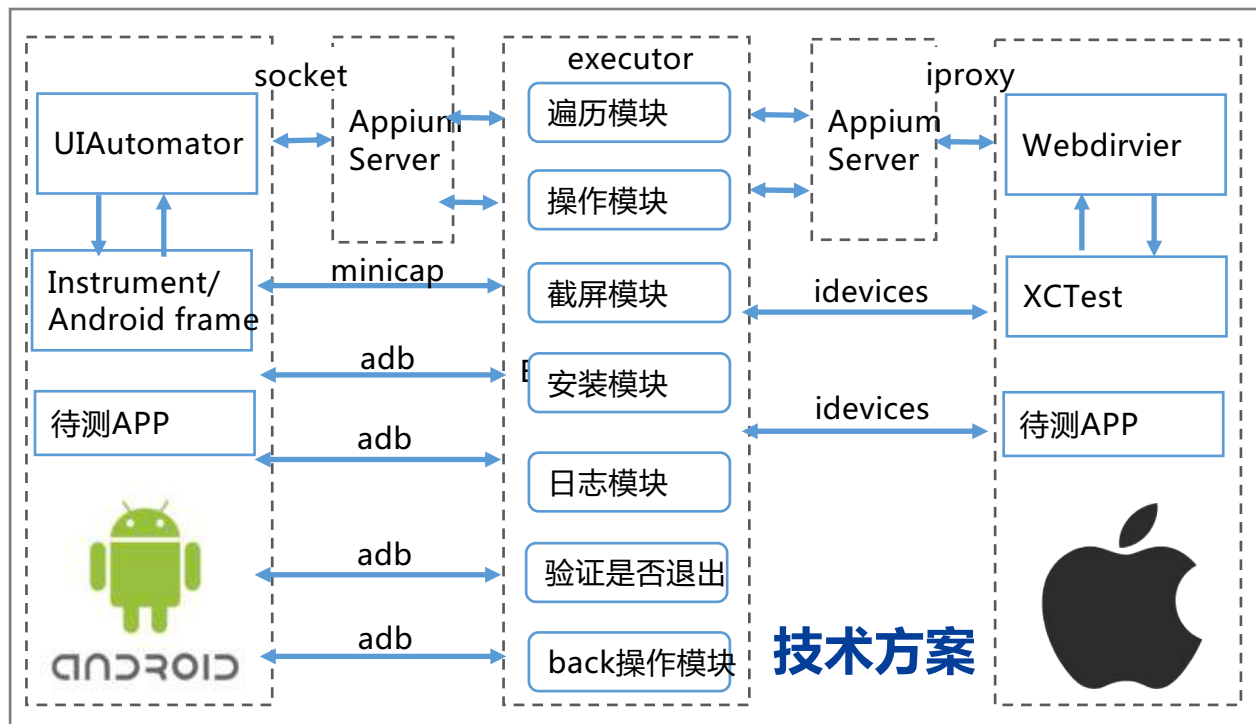 executor
socket
iproxy
遍历模块
UIAutomator
Appium
Server
Appium
Server
Webdirvier
操作模块
minicap
Instrument/
Android frame
截屏模块
idevices
XCTest
adb
安装模块
idevices
待测APP
待测APP
adb
日志模块
adb
验证是否退出
adb
back操作模块
技术方案
ANDROID